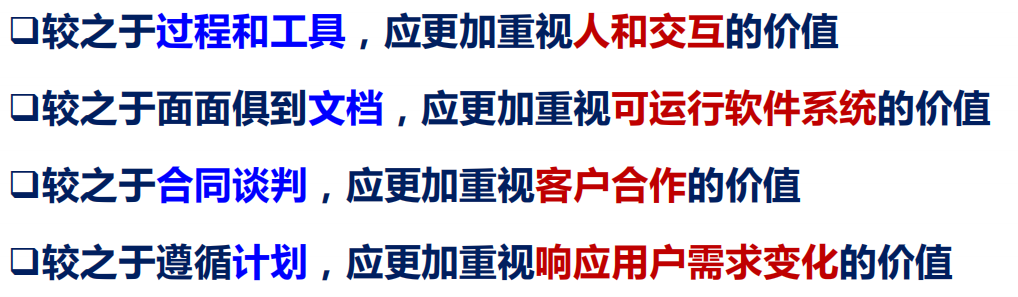 ❑较之于过程和工具，应更加重视人和交互的价值
❑较之于面面俱到文档，应更加重视可运行软件系统的价值
❑较之于合同谈判，应更加重视客户合作的价值
❑较之于遵循计划，应更加重视响应用户需求变化的价值